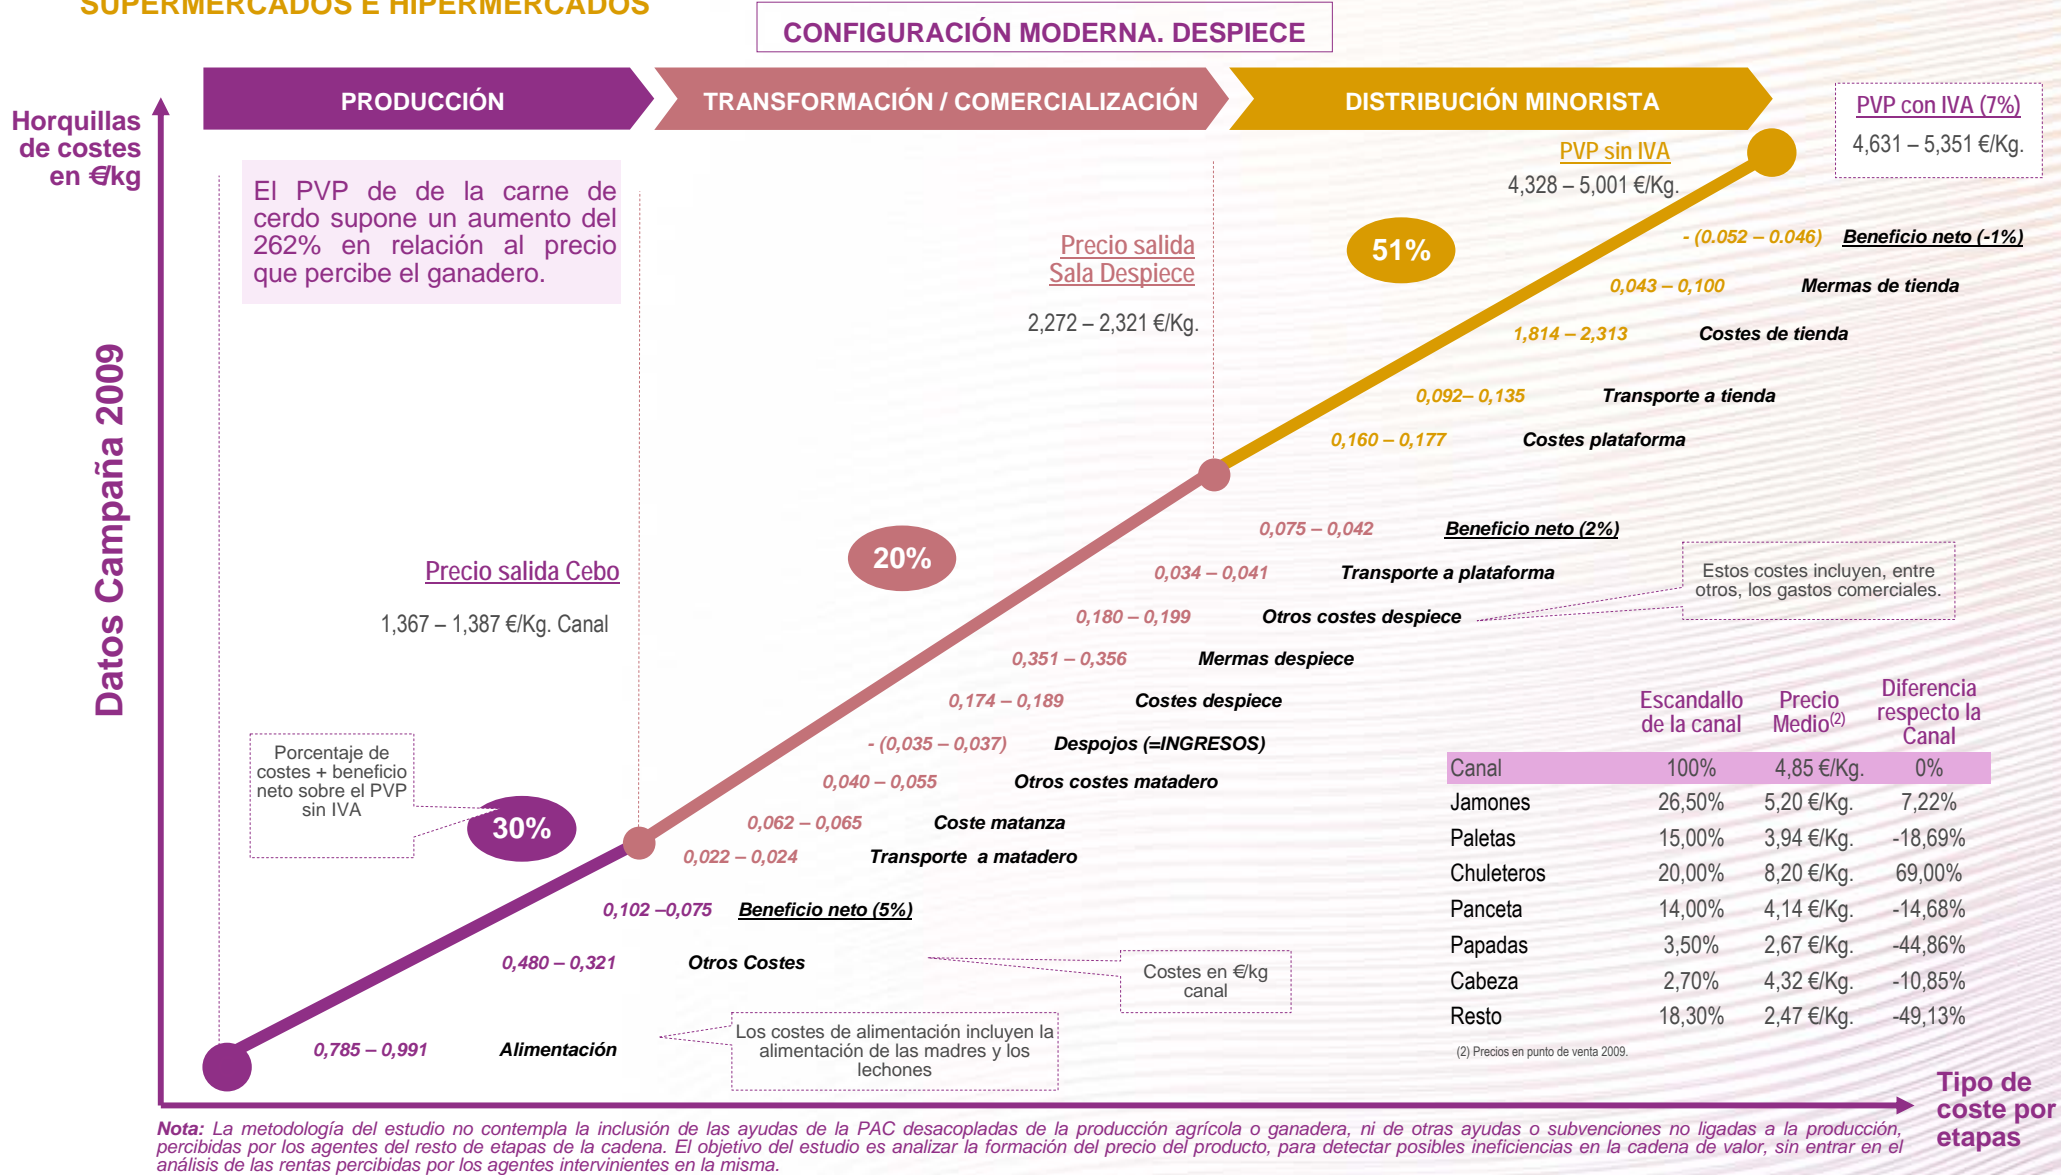 SUPERMERCADOS E HIPERMERCADOS
CONFIGURACIÓN MODERNA. DESPIECE
PRODUCCIÓN
TRANSFORMACIÓN / COMERCIALIZACIÓN
DISTRIBUCIÓN MINORISTA
PVP con IVA (7%)
4,631 – 5,351 €/Kg.
Horquillas
de costes
en €/kg
Datos Campaña 2009
El PVP de de la carne de
cerdo supone un aumento del
262% en relación al precio
que percibe el ganadero.
PVP sin IVA
4,328 – 5,001 €/Kg.
51%
- (0.052 – 0.046) Beneficio neto (-1%)
0,043 – 0,100 Mermas de tienda
1,814 – 2,313 Costes de tienda
0,092– 0,135 Transporte a tienda
0,160 – 0,177 Costes plataforma
Precio salida
Sala Despiece
2,272 – 2,321 €/Kg.
20%
0,075 – 0,042 Beneficio neto (2%)
0,034 – 0,041 Transporte a plataforma
0,180 – 0,199 Otros costes despiece
Estos costes incluyen, entre
otros, los gastos comerciales.
0,351 – 0,356 Mermas despiece
0,174 – 0,189 Costes despiece
- (0,035 – 0,037) Despojos (=INGRESOS)
0,040 – 0,055 Otros costes matadero
0,062 – 0,065 Coste matanza
0,022 – 0,024 Transporte a matadero
Precio salida Cebo
1,367 – 1,387 €/Kg. Canal
Porcentaje de
costes + beneficio
neto sobre el PVP
sin IVA
30%
0,102 –0,075 Beneficio neto (5%)
0,480 – 0,321 Otros Costes
Costes en €/kg
canal
0,785 – 0,991 Alimentación
Los costes de alimentación incluyen la
alimentación de las madres y los
lechones
Escandallo
de la canal
Precio
Medio(2)
Diferencia
respecto la
Canal
Canal 100% 4,85 €/Kg. 0%
Jamones 26,50% 5,20 €/Kg. 7,22%
Paletas 15,00% 3,94 €/Kg. -18,69%
Chuleteros 20,00% 8,20 €/Kg. 69,00%
Panceta 14,00% 4,14 €/Kg. -14,68%
Papadas 3,50% 2,67 €/Kg. -44,86%
Cabeza 2,70% 4,32 €/Kg. -10,85%
Resto 18,30% 2,47 €/Kg. -49,13%
(2) Precios en punto de venta 2009.
Tipo de
coste por
etapas
Nota: La metodología del estudio no contempla la inclusión de las ayudas de la PAC desacopladas de la producción agrícola o ganadera, ni de otras ayudas o subvenciones no ligadas a la producción,
percibidas por los agentes del resto de etapas de la cadena. El objetivo del estudio es analizar la formación del precio del producto, para detectar posibles ineficiencias en la cadena de valor, sin entrar en el
análisis de las rentas percibidas por los agentes intervinientes en la misma.